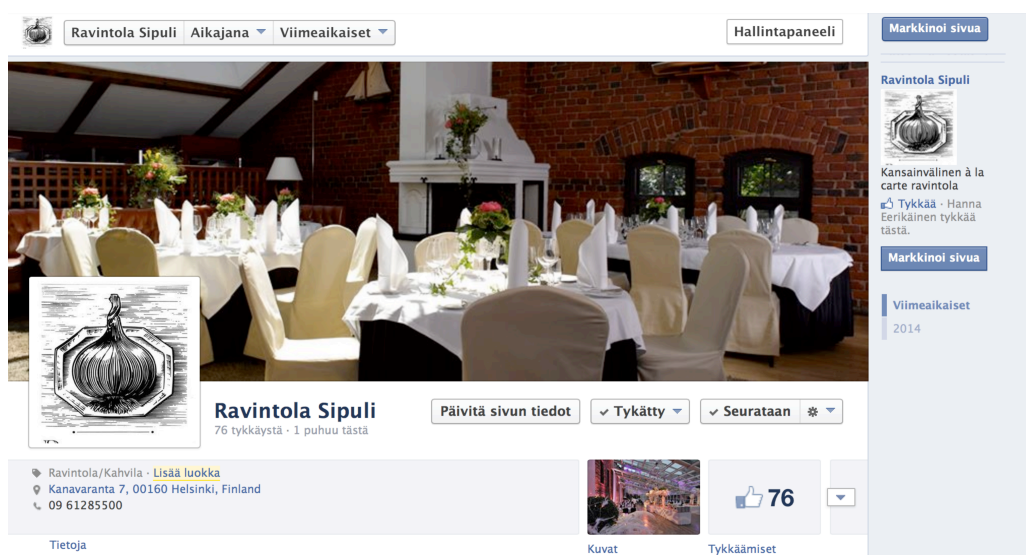 Ravintola Sipuli Aikajana Viimeaikaiset Hallintapaneeli
Ravintola Sipuli
76 tykkäystä · 1 puhuu tästä
Päivitä sivun tiedot Tykätty Seurataan
Ravintola/Kahvila · Lisää luokka
Kanavaranta 7, 00160 Helsinki, Finland
09 61285500
Tietoja
Kuvat
76
Tykkäämiset
Markkinoi sivua
Ravintola Sipuli
Kansainvälinen à la
carte ravintola
Tykkää · Hanna
Eerikäinen tykkää
tästä.
Markkinoi sivua
Viimeaikaiset
2014